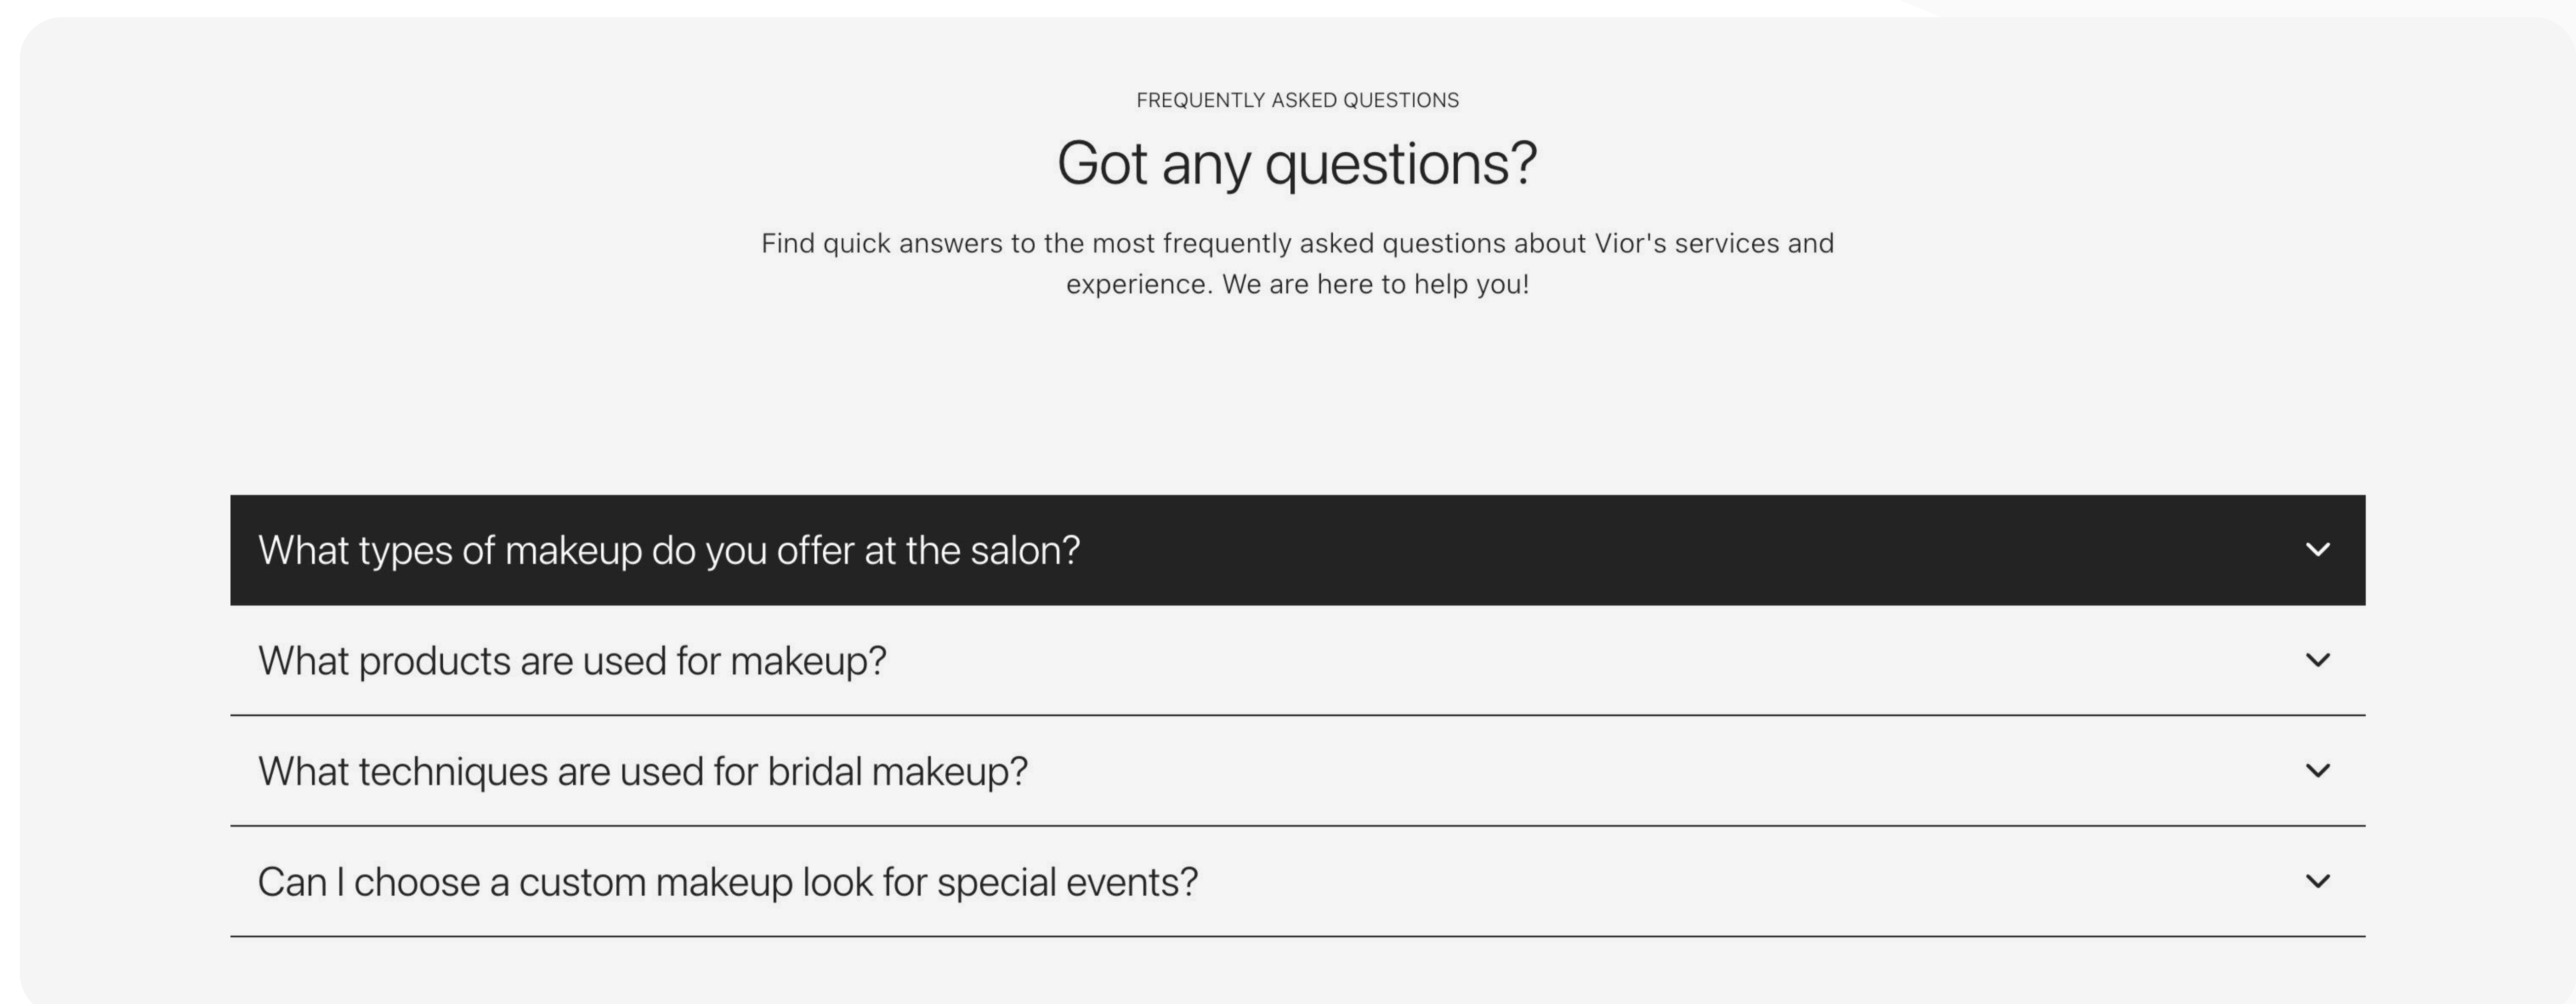 FREQUENTLY ASKED QUESTIONS
Got any questions?
Find quick answers to the most frequently asked questions about Vior's services and
experience. We are here to help you!
What types of makeup do you offer at the salon?
What products are used for makeup?
What techniques are used for bridal makeup?
Can I choose a custom makeup look for special events?